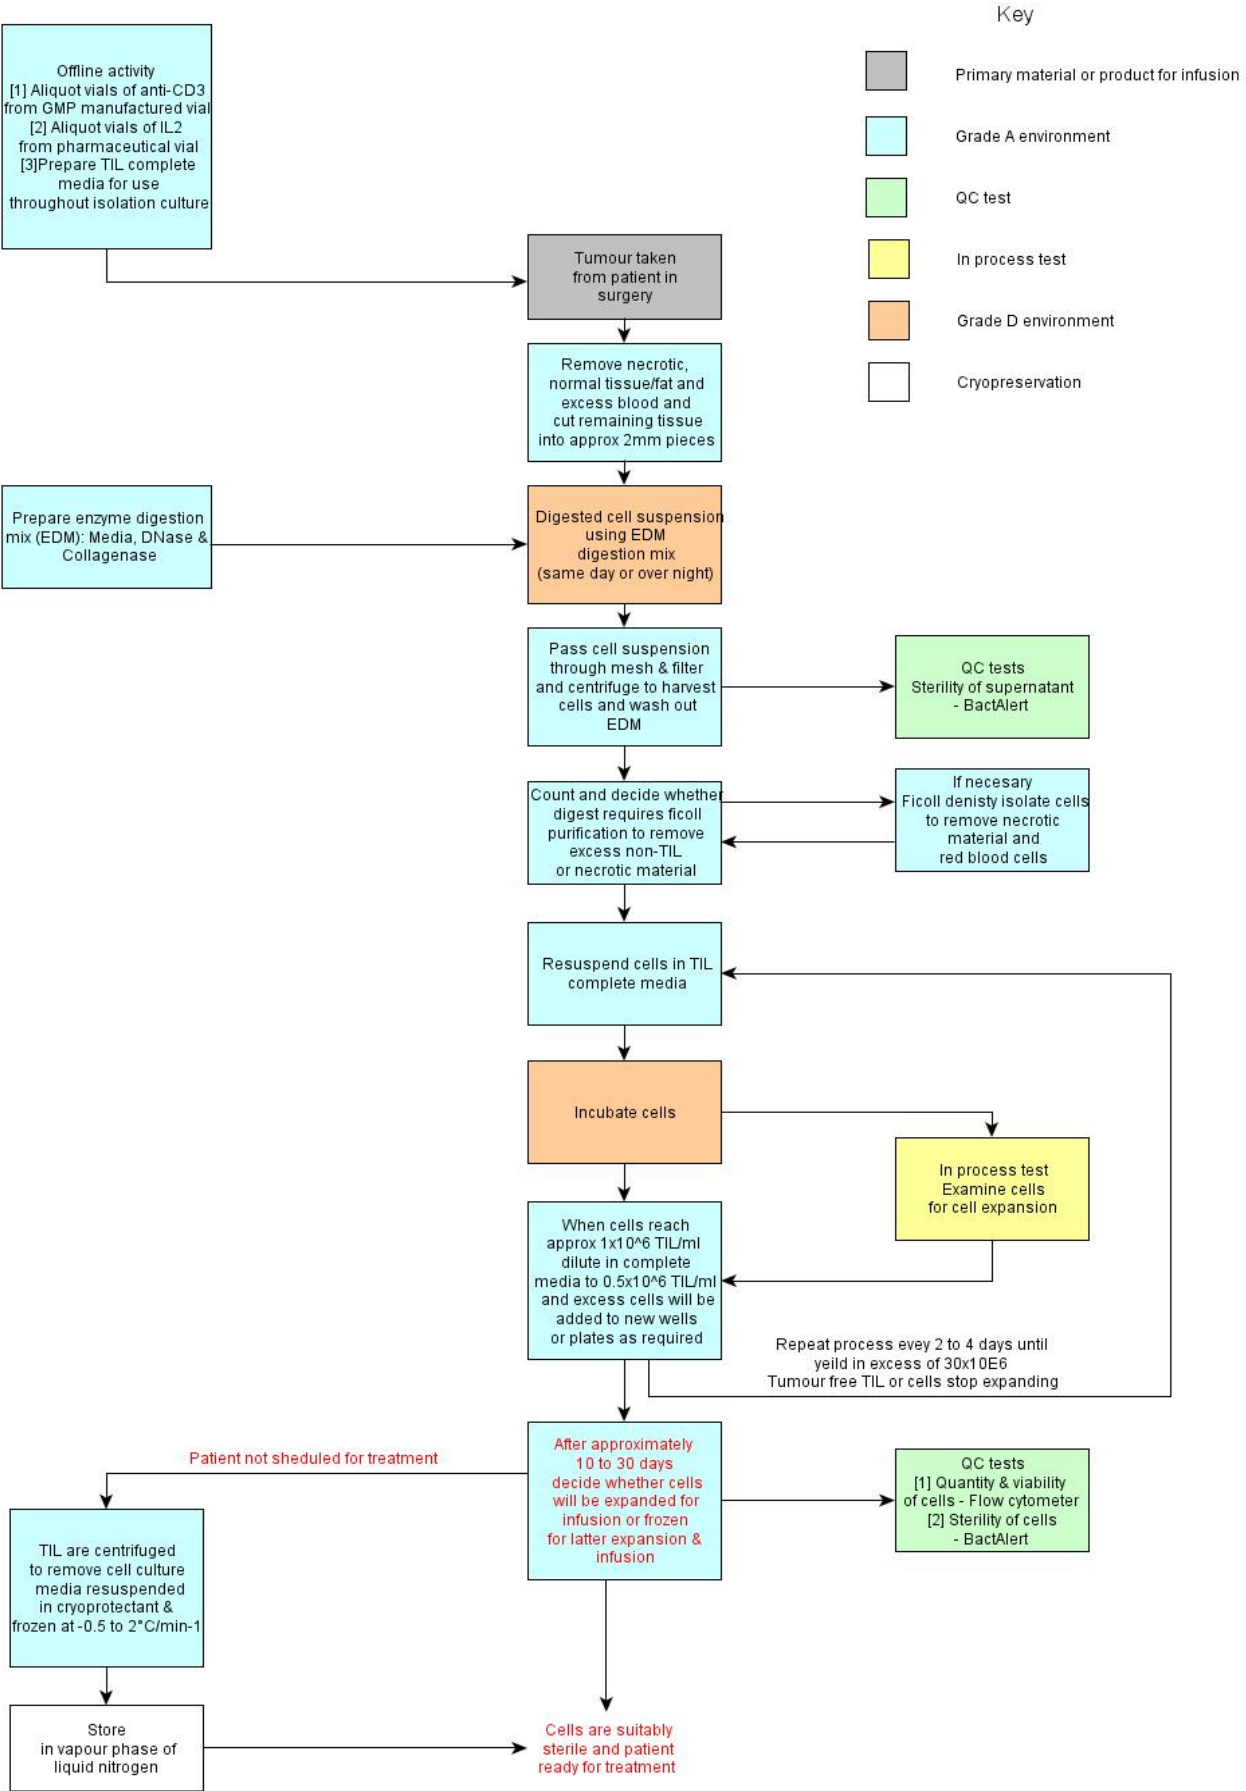 Key
Primary material or product for infusion
Grade A environment
QC test
In process test
Grade D environment
Cryopreservation
Offline activity
[1] Aliquot vials of anti-CD3
from GMP manufactured vial
[2] Aliquot vials of IL2
from pharmaceutical vial
[3]Prepare TIL complete
media for use
throughout isolation culture
Tumour taken
from patient in
surgery
Remove necrotic,
normal tissue/fat and
excess blood and
cut remaining tissue
into approx 2mm pieces
Prepare enzyme digestion
mix (EDM): Media, DNase &
Collagenase
Digested cell suspension
using EDM
digestion mix
(same day or over night)
Pass cell suspension
through mesh & filter
and centrifuge to harvest
cells and wash out
EDM
QC tests
Sterility of supernatant
- BactAlert
Count and decide whether
digest requires ficoll
purification to remove
excess non-TIL
or necrotic material
If necesary
Ficoll denisty isolate cells
to remove necrotic
material and
red blood cells
Resuspend cells in TIL
complete media
Incubate cells
In process test
Examine cells
for cell expansion
When cells reach
approx 1x10^6 TIL/ml
dilute in complete
media to 0.5x10^6 TIL/ml
and excess cells will be
added to new wells
or plates as required
Repeat process evey 2 to 4 days until
yeild in excess of 30x10E6
Tumour free TIL or cells stop expanding
Patient not sheduled for treatment
After approximately
10 to 30 days
decide whether cells
will be expanded for
infusion or frozen
for latter expansion &
infusion
QC tests
[1] Quantity & viability
of cells - Flow cytometer
[2] Sterility of cells
- BactAlert
TIL are centrifuged
to remove cell culture
media resuspended
in cryoprotectant &
frozen at -0.5 to 2°C/min-1
Store
in vapour phase of
liquid nitrogen
Cells are suitably
sterile and patient
ready for treatment